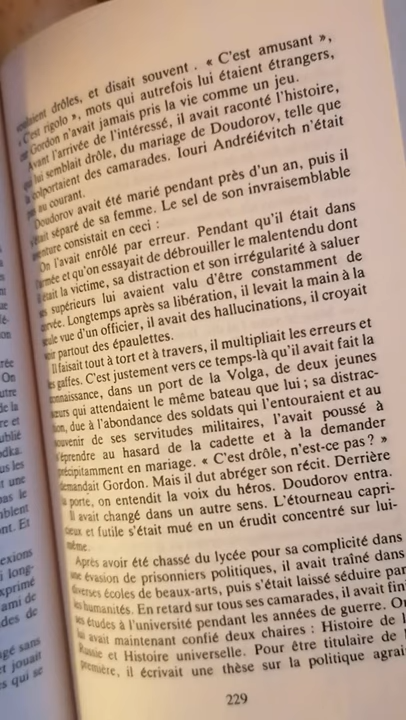 drôles, et disait souvent . « C'est amusant »,
« C'est rigolo », mots qui autrefois lui étaient étrangers,
car Gordon n'avait jamais pris la vie comme un jeu.
Avant l'arrivée de l'intéressé, il avait raconté l'histoire,
qui lui semblait drôle, du mariage de Doudorov, telle que
la colportaient des camarades. Iouri Andréiévitch n'était
pas au courant.
Doudorov avait été marié pendant près d'un an, puis il
s'était séparé de sa femme. Le sel de son invraisemblable
aventure consistait en ceci :
On l'avait enrôlé par erreur. Pendant qu'il était dans
l'armée et qu'on essayait de débrouiller le malentendu dont
il était la victime, sa distraction et son irrégularité à saluer
ses supérieurs lui avaient valu d'être constamment de
corvée. Longtemps après sa libération, il levait la main à la
seule vue d'un officier, il avait des hallucinations, il croyait
voir partout des épaulettes.
Il faisait tout à tort et à travers, il multipliait les erreurs et
les gaffes. C'est justement vers ce temps-là qu'il avait fait la
connaissance, dans un port de la Volga, de deux jeunes
sœurs qui attendaient le même bateau que lui ; sa distrac-
tion, due à l'abondance des soldats qui l'entouraient et au
souvenir de ses servitudes militaires, l'avait poussé à
s'éprendre au hasard de la cadette et à la demander
précipitamment en mariage. « C'est drôle, n'est-ce pas ? »
demandait Gordon. Mais il dut abréger son récit. Derrière
la porte, on entendit la voix du héros. Doudorov entra.
Il avait changé dans un autre sens. L'étourneau capri-
cieux et futile s'était mué en un érudit concentré sur lui-
même.
Après avoir été chassé du lycée pour sa complicité dans
une évasion de prisonniers politiques, il avait traîné dans
diverses écoles de beaux-arts, puis s'était laissé séduire par
les humanités. En retard sur tous ses camarades, il avait fini
ses études à l'université pendant les années de guerre. On
lui avait maintenant confié deux chaires : Histoire de la
Russie et Histoire universelle. Pour être titulaire de la
première, il écrivait une thèse sur la politique agrai
229